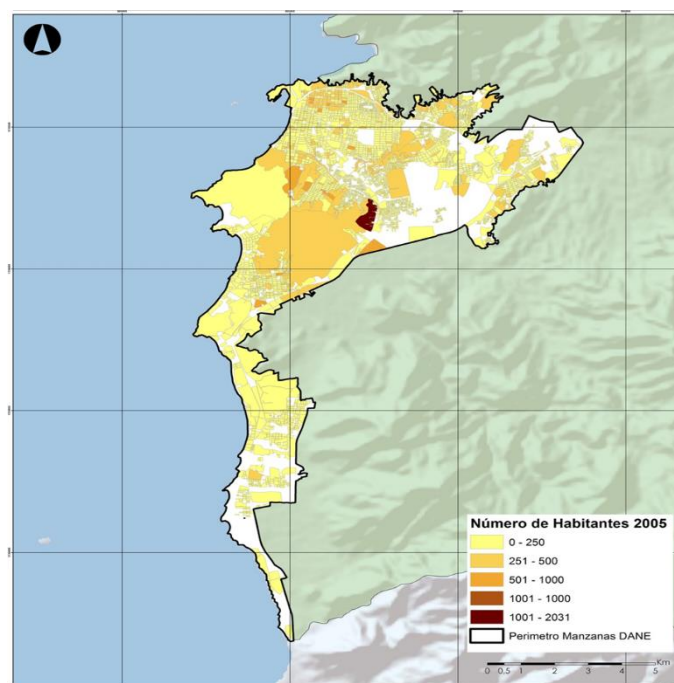 Número de Habitantes 2005
0 - 250
251 - 500
501 - 1000
1001 - 1000
1001 - 2031
Perimetro Manzanas DANE
Km
0 0.5 1 2 3 4 5